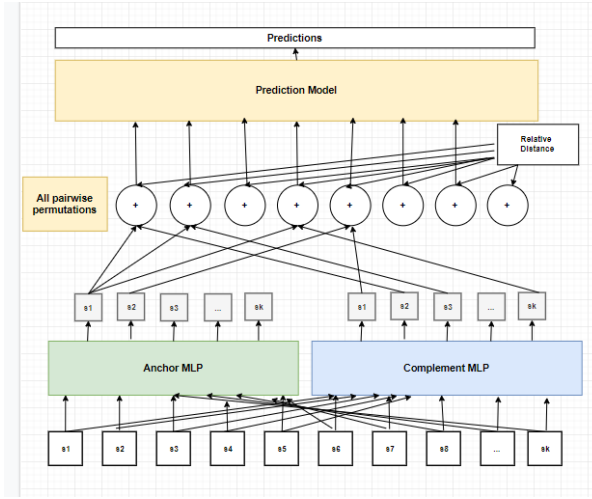 Predictions
Prediction Model
Relative
Distance
All pairwise
permutations
+ + + + + + + +
s1 s2 s3 ... sk s1 s2 s3 ... sk
Anchor MLP Complement MLP
s1 s2 s3 s4 s5 s6 s7 s8 ... sk